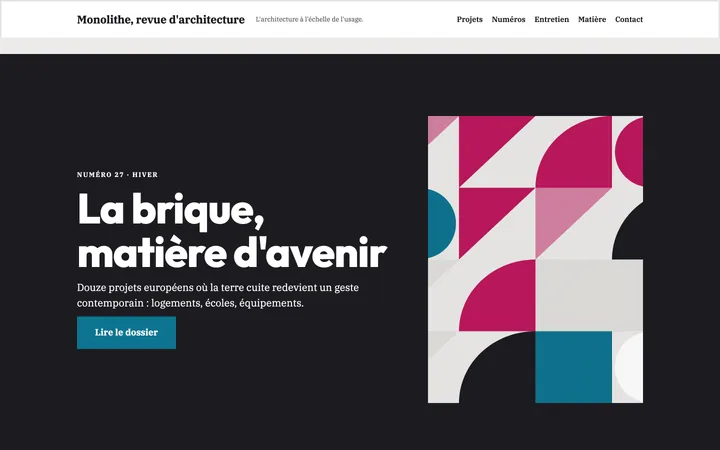 Monolithe, revue d'architecture
L'architecture à l'échelle de l'usage.
Projets Numéros Entretien Matière Contact
NUMÉRO 27 - HIVER
La brique,
matière d'avenir
Douze projets européens où la terre cuite redevient un geste
contemporain : logements, écoles, équipements.
Lire le dossier